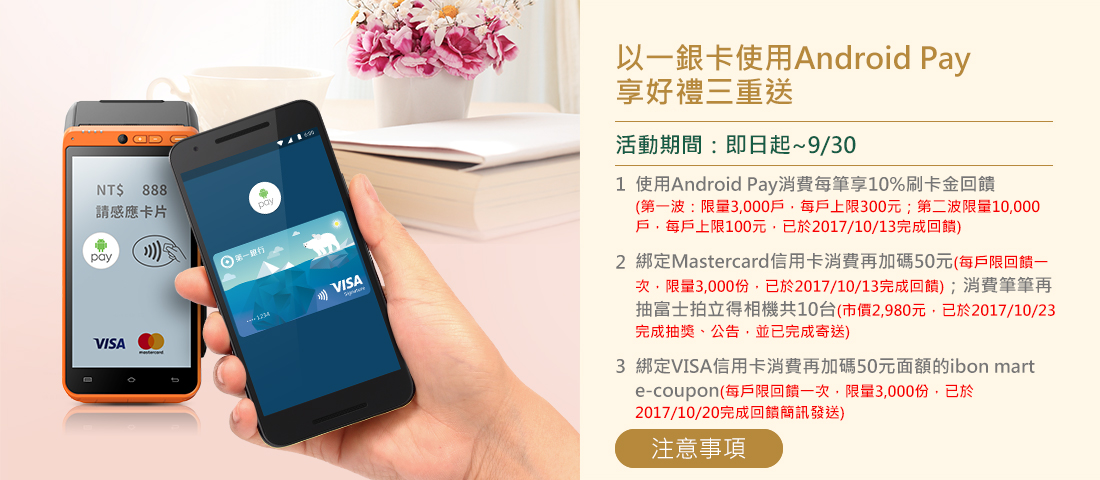 以一銀卡使用Android Pay
享好禮三重送
活動期間：即日起~9/30
1 使用Android Pay消費每筆享10%刷卡金回饋
(第一波：限量3,000戶，每戶上限300元；第二波限量10,000
戶，每戶上限100元，已於2017/10/13完成回饋)
2 綁定Mastercard信用卡消費再加碼50元(每戶限回饋一
次，限量3,000份，已於2017/10/13完成回饋)；消費筆筆再
抽富士拍立得相機共10台(市價2,980元，已於2017/10/23
完成抽獎、公告，並已完成寄送)
3 綁定VISA信用卡消費再加碼50元面額的ibon mart
e-coupon(每戶限回饋一次，限量3,000份，已於
2017/10/20完成回饋簡訊發送)
注意事項
NT$ 888
請感應卡片
pay
VISA
mastercard
6:00
pay
第一銀行
VISA
Signature
•••• 1234